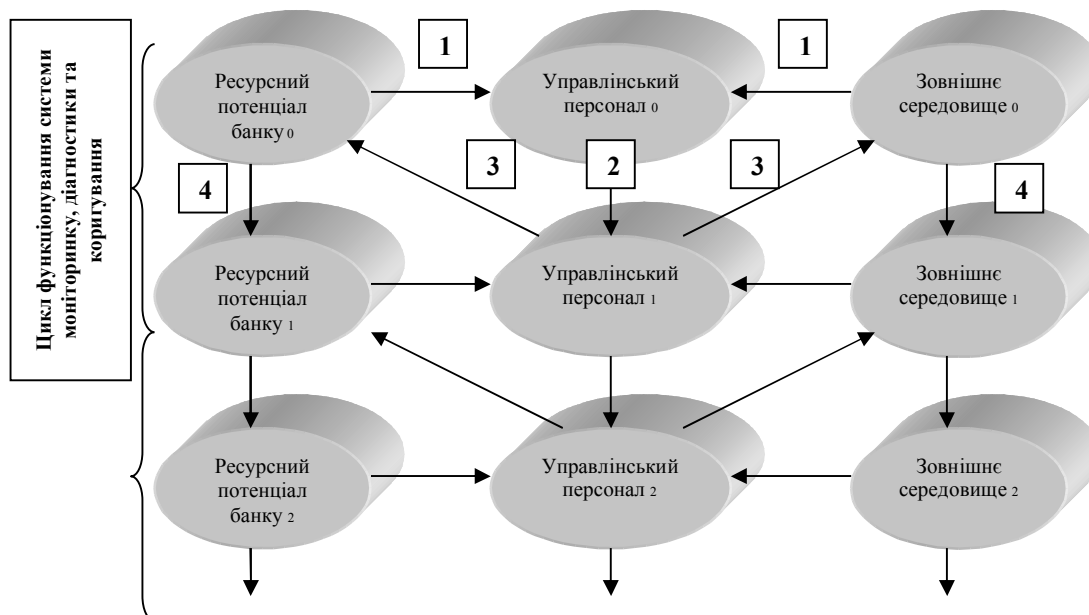 Цикл функціонування системи
моніторинку, діагностики та
коригування
1
1
Ресурсний
потенціал
банку 0
Управлінський
персонал 0
Зовнішнє
середовище 0
3
2
3
4
4
Ресурсний
потенціал
банку 1
Управлінський
персонал 1
Зовнішнє
середовище 1
Ресурсний
потенціал
банку 2
Управлінський
персонал 2
Зовнішнє
середовище 2